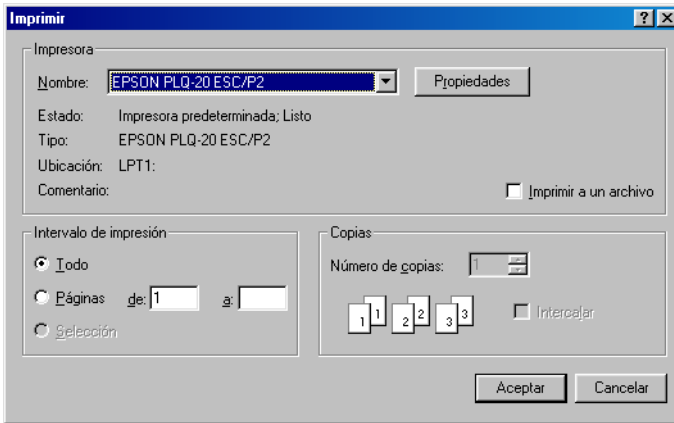 Imprimir
Impresora
Nombre: EPSON PLQ-20 ESC/P2 Propiedades
Estado: Impresora predeterminada; Listo
Tipo: EPSON PLQ-20 ESC/P2
Ubicación: LPT1:
Comentario: Imprimir a un archivo
Intervalo de impresión Copias
Todo Número de copias: 1
Páginas de: 1 a:
1 1 2 2 3 3 Intercalar
Selección
Aceptar Cancelar